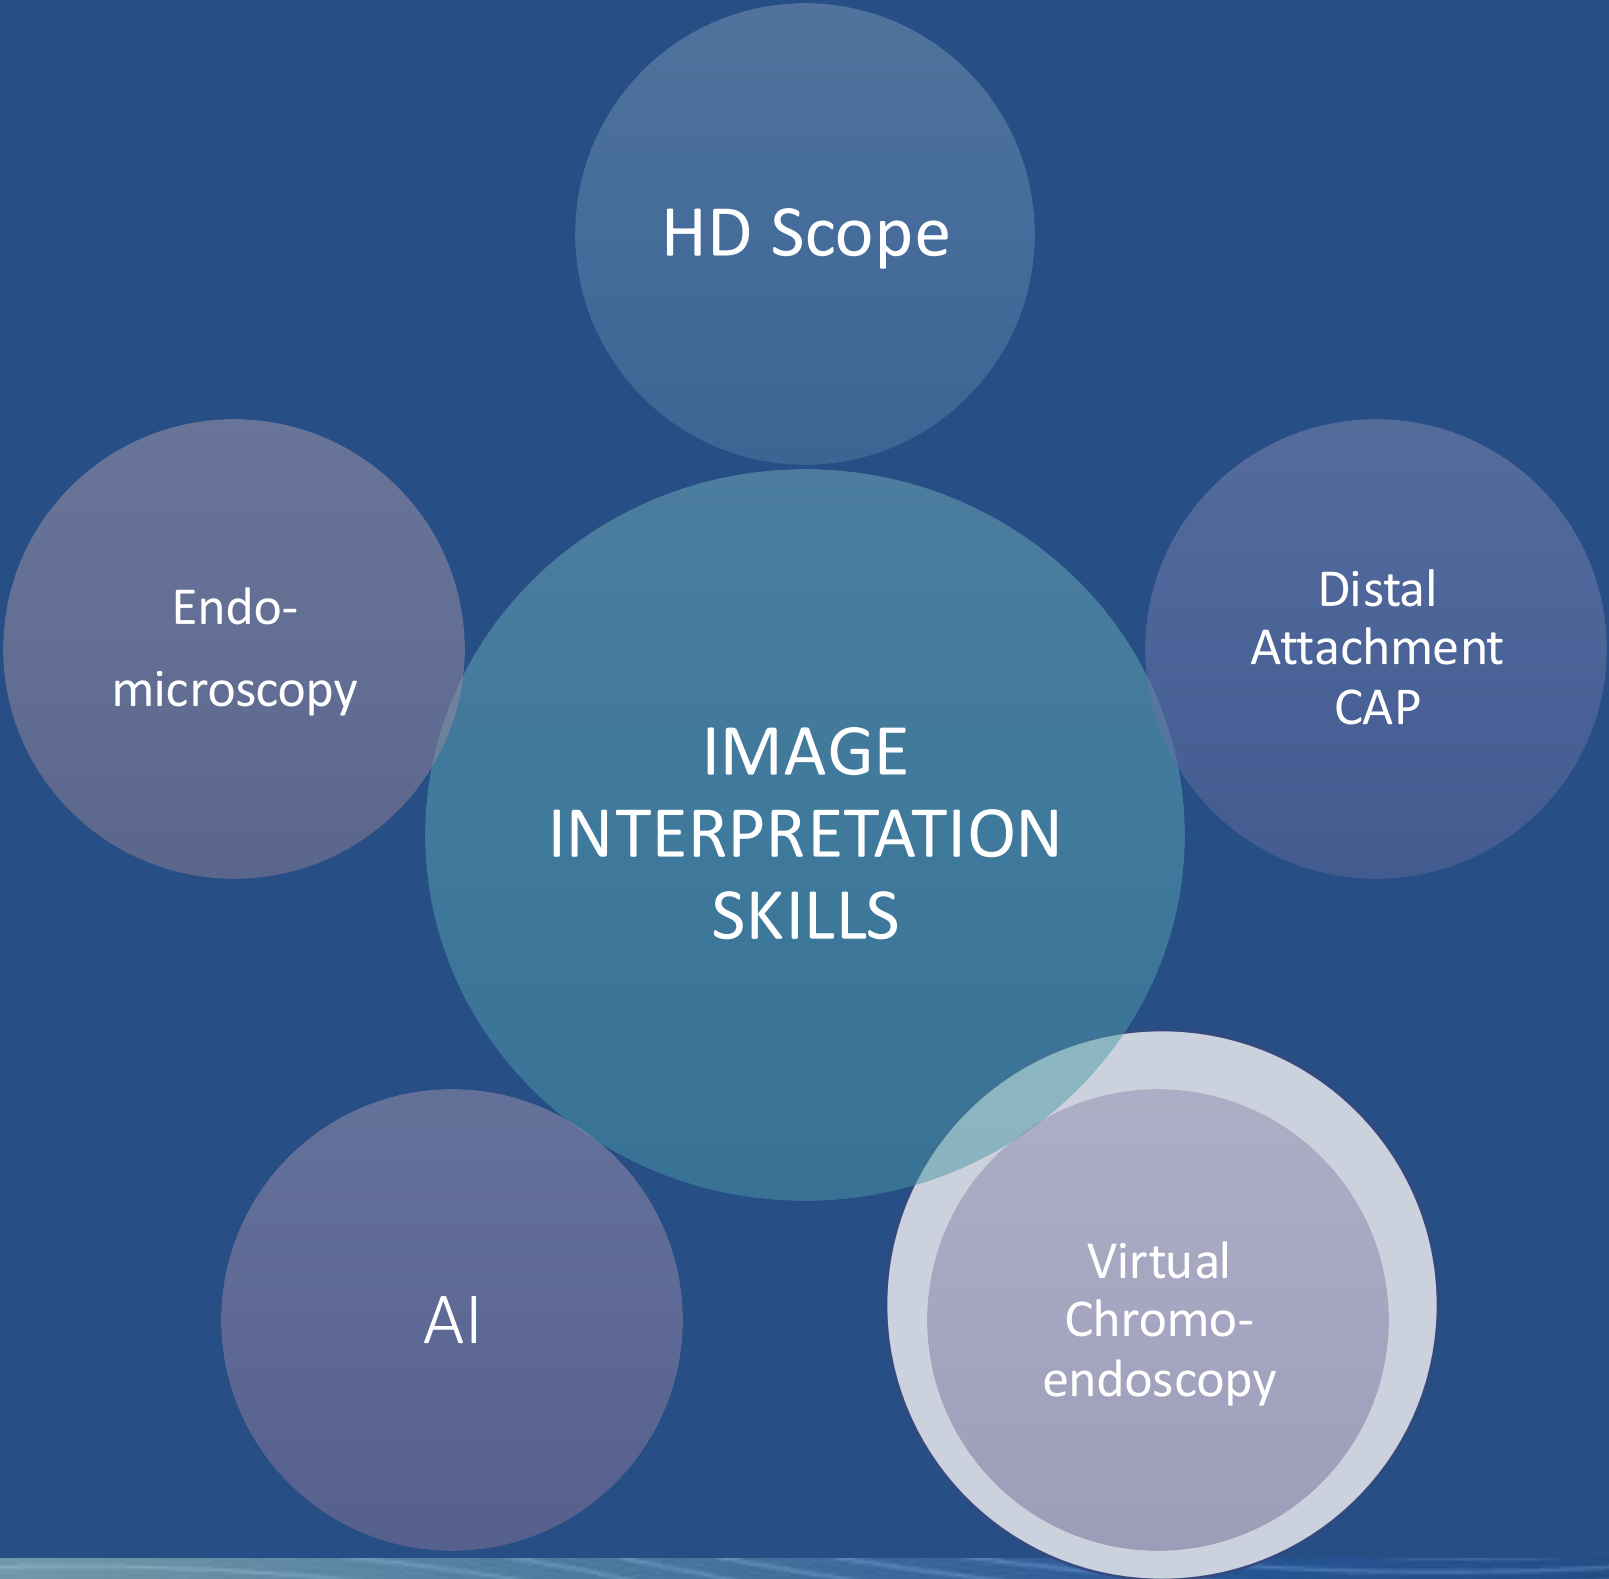 HD Scope
Endo-
microscopy
Distal
Attachment
CAP
IMAGE
INTERPRETATION
SKILLS
AI
Virtual
Chromo-
endoscopy